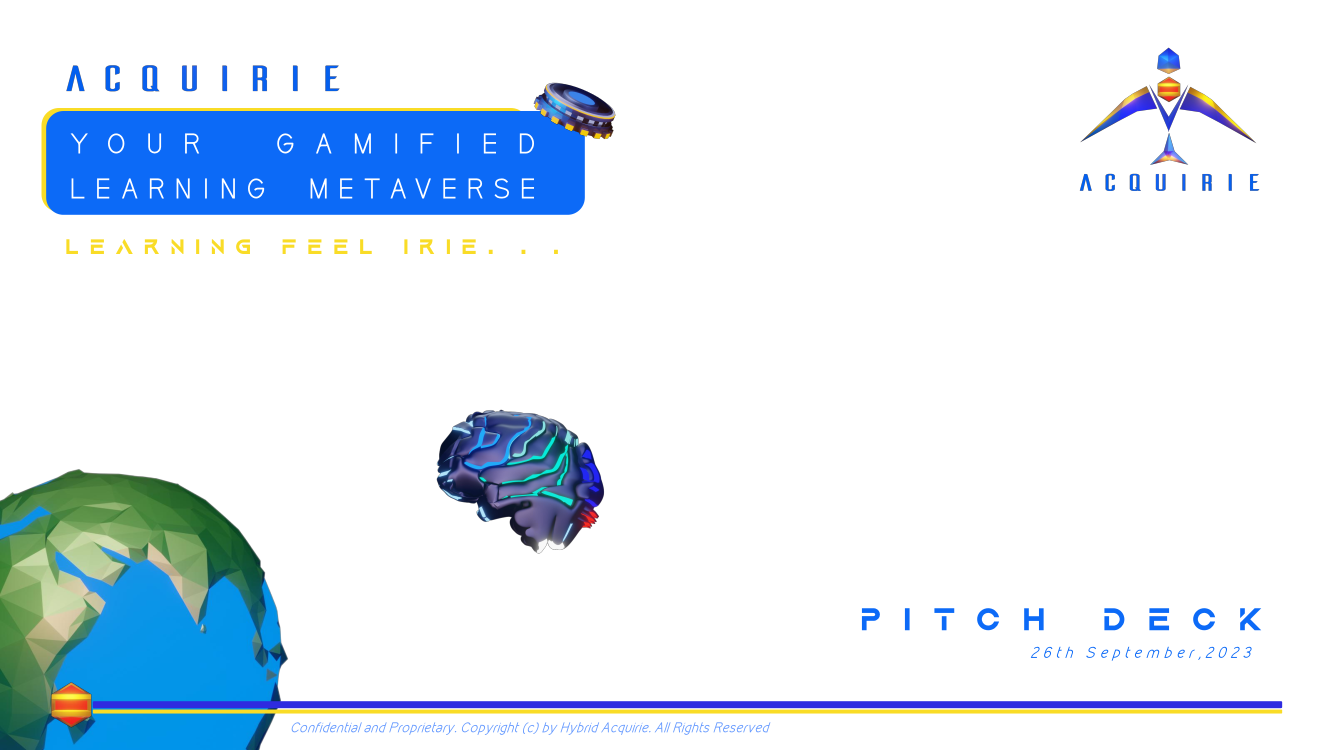 ACQUIRIE
YOUR GAMIFIED
LEARNING METAVERSE
LEARNING FEEL IRIE. . .
ACQUIRIE
PITCH DECK
26th September,2023
Confidential and Proprietary. Copyright (c) by Hybrid Acquirie. All Rights Reserved